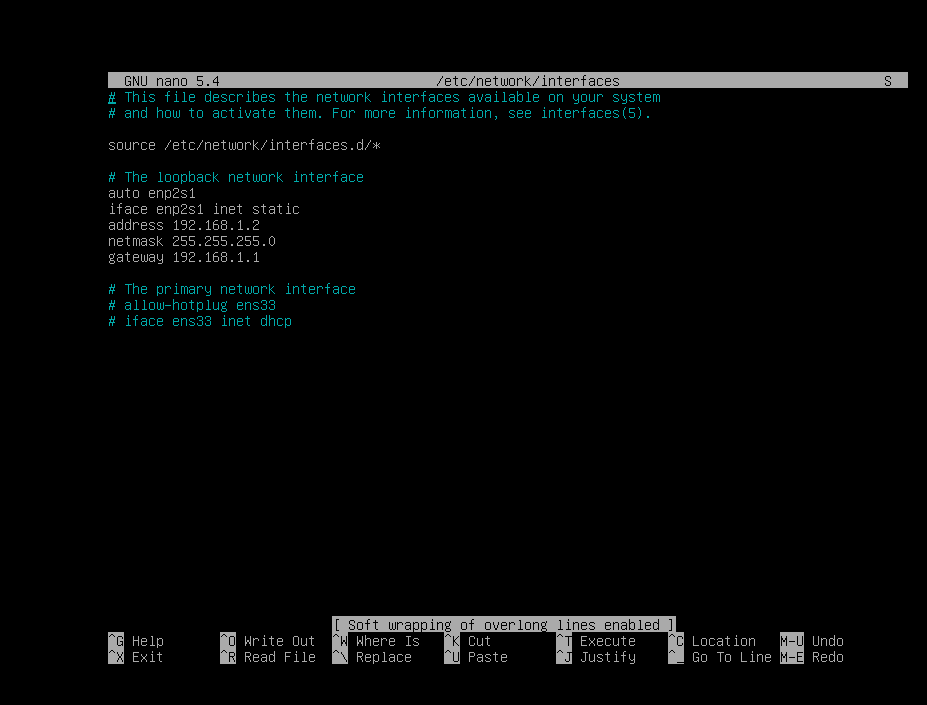 GNU nano 5.4 /etc/network/interfaces S
# This file describes the network interfaces available on your system
# and how to activate them. For more information, see interfaces(5).
source /etc/network/interfaces.d/*
# The loopback network interface
auto enp2s1
iface enp2s1 inet static
address 192.168.1.2
netmask 255.255.255.0
gateway 192.168.1.1
# The primary network interface
# allow-hotplug ens33
# iface ens33 inet dhcp
[ Soft wrapping of overlong lines enabled ]
^G Help ^O Write Out ^W Where Is ^K Cut ^T Execute ^C Location M-U Undo
^X Exit ^R Read File ^\ Replace ^U Paste ^J Justify ^_ Go To Line M-E Redo